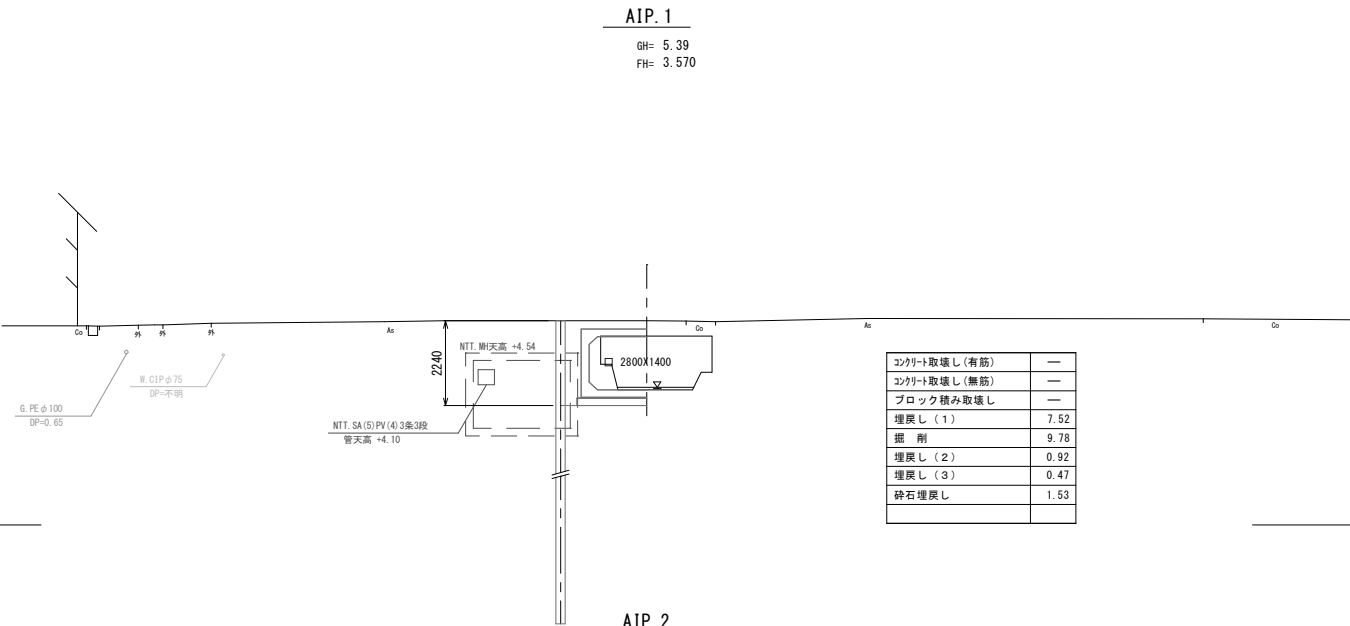 AIP.1
GH= 5.39
FH= 3.570
Co
外
外
外
As
Co
As
Co
NTT.MH天高 +4.54
2240
2800X1400
W.CIPφ75
DP=不明
G.PEφ100
DP=0.65
NTT.SA(5)PV(4)3条3段
管天高 +4.10
コンクリート取壊し(有筋) ―
コンクリート取壊し(無筋) ―
ブロック積み取壊し ―
埋戻し(1) 7.52
掘 削 9.78
埋戻し(2) 0.92
埋戻し(3) 0.47
砕石埋戻し 1.53
AIP.2